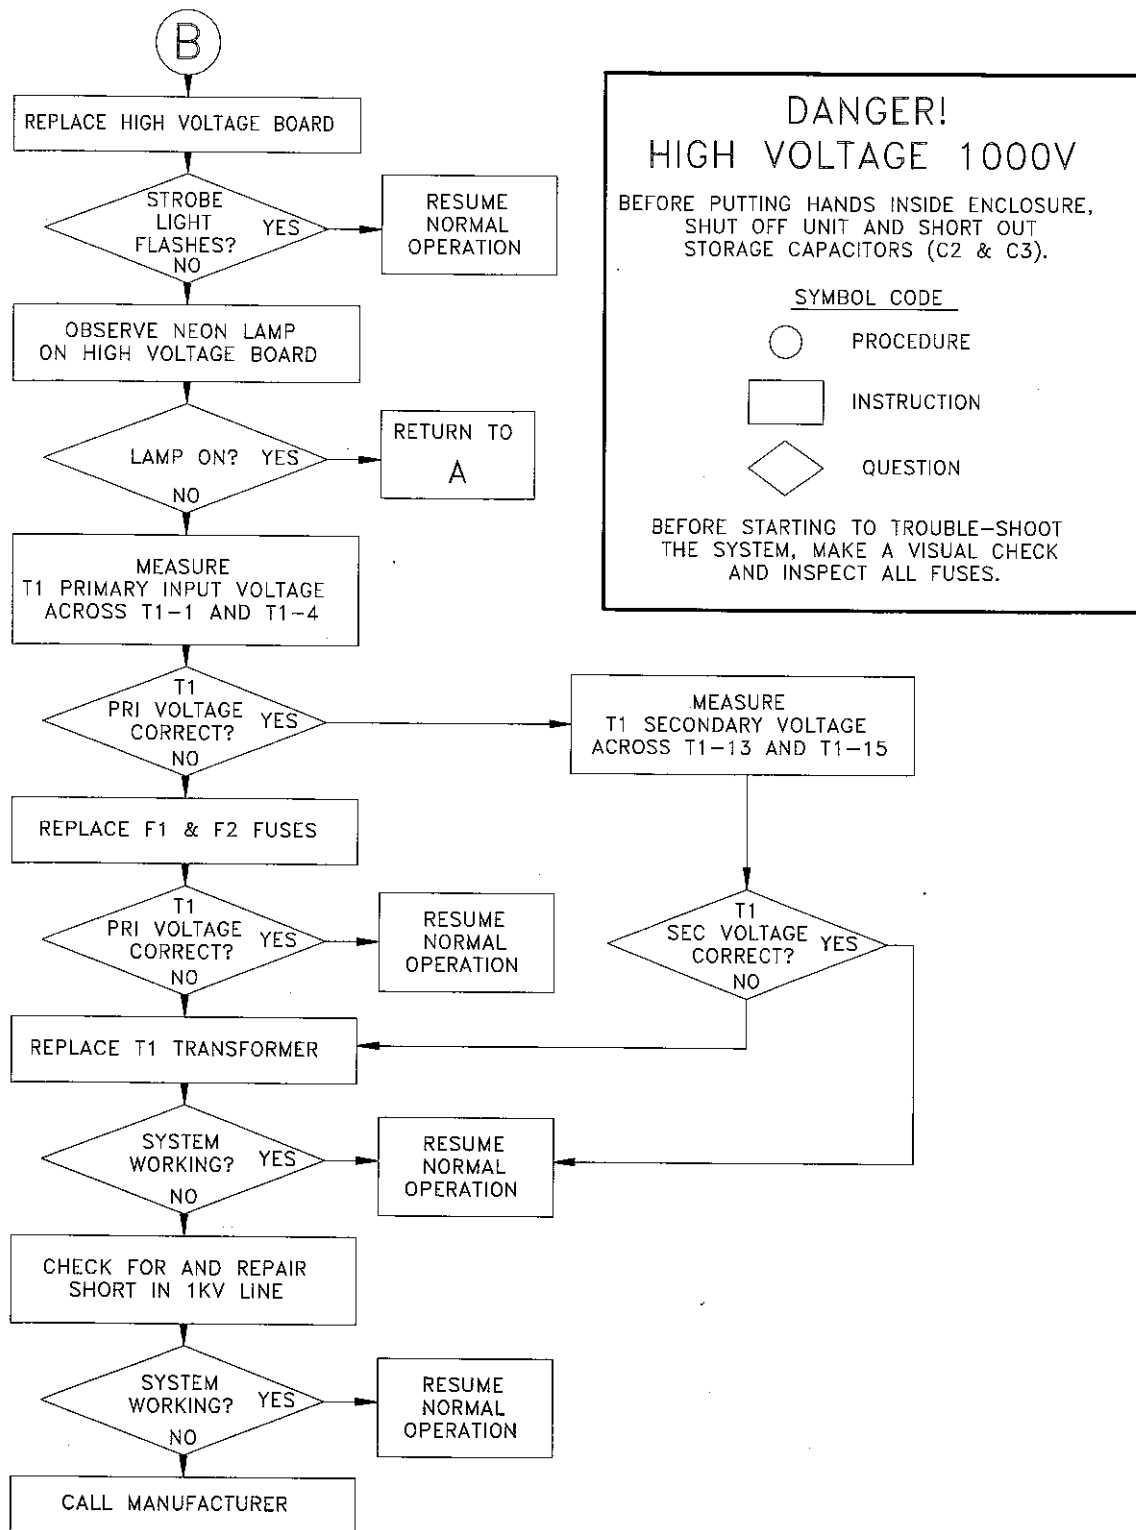 B
REPLACE HIGH VOLTAGE BOARD
STROBE
LIGHT
FLASHES?
YES
NO
RESUME
NORMAL
OPERATION
OBSERVE NEON LAMP
ON HIGH VOLTAGE BOARD
LAMP ON? YES
NO
RETURN TO
A
MEASURE
T1 PRIMARY INPUT VOLTAGE
ACROSS T1-1 AND T1-4
T1
PRI VOLTAGE
CORRECT?
YES
NO
MEASURE
T1 SECONDARY VOLTAGE
ACROSS T1-13 AND T1-15
REPLACE F1 & F2 FUSES
T1
PRI VOLTAGE
CORRECT?
YES
NO
RESUME
NORMAL
OPERATION
T1
SEC VOLTAGE
CORRECT?
YES
NO
REPLACE T1 TRANSFORMER
SYSTEM
WORKING?
YES
NO
RESUME
NORMAL
OPERATION
CHECK FOR AND REPAIR
SHORT IN 1KV LINE
SYSTEM
WORKING?
YES
NO
RESUME
NORMAL
OPERATION
CALL MANUFACTURER
DANGER!
HIGH VOLTAGE 1000V
BEFORE PUTTING HANDS INSIDE ENCLOSURE,
SHUT OFF UNIT AND SHORT OUT
STORAGE CAPACITORS (C2 & C3).
SYMBOL CODE
PROCEDURE
INSTRUCTION
QUESTION
BEFORE STARTING TO TROUBLE-SHOOT
THE SYSTEM, MAKE A VISUAL CHECK
AND INSPECT ALL FUSES.